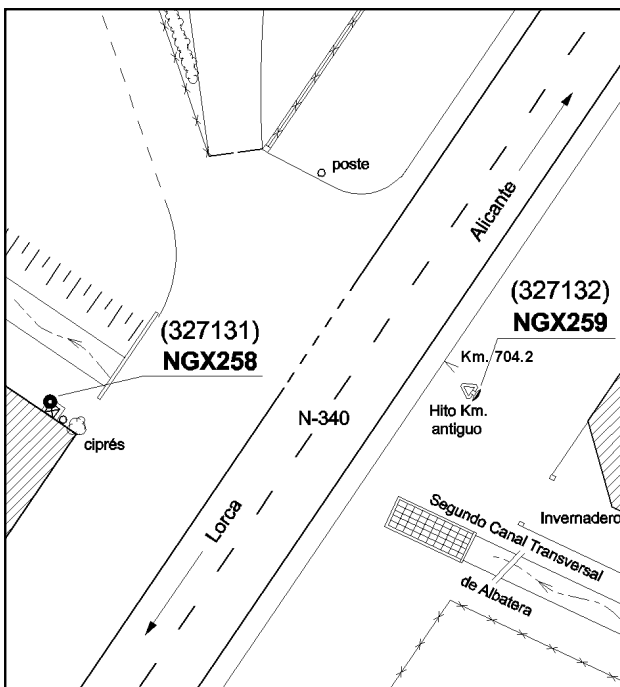 poste
Alicante
(327132)
NGX259
(327131)
NGX258
Km. 704.2
Hito Km.
antiguo
N-340
ciprés
Lorca
Segundo Canal Transversal
de Albatera
Invernadero